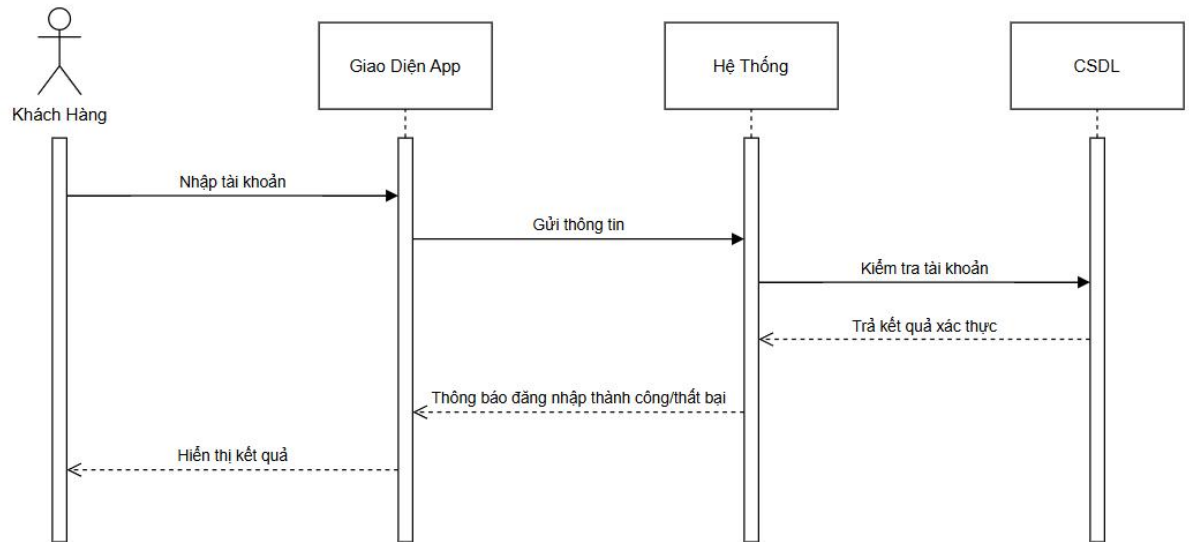 Khách Hàng
Giao Diện App
Hệ Thống
CSDL
Nhập tài khoản
Gửi thông tin
Kiểm tra tài khoản
Trả kết quả xác thực
Thông báo đăng nhập thành công/thất bại
Hiển thị kết quả